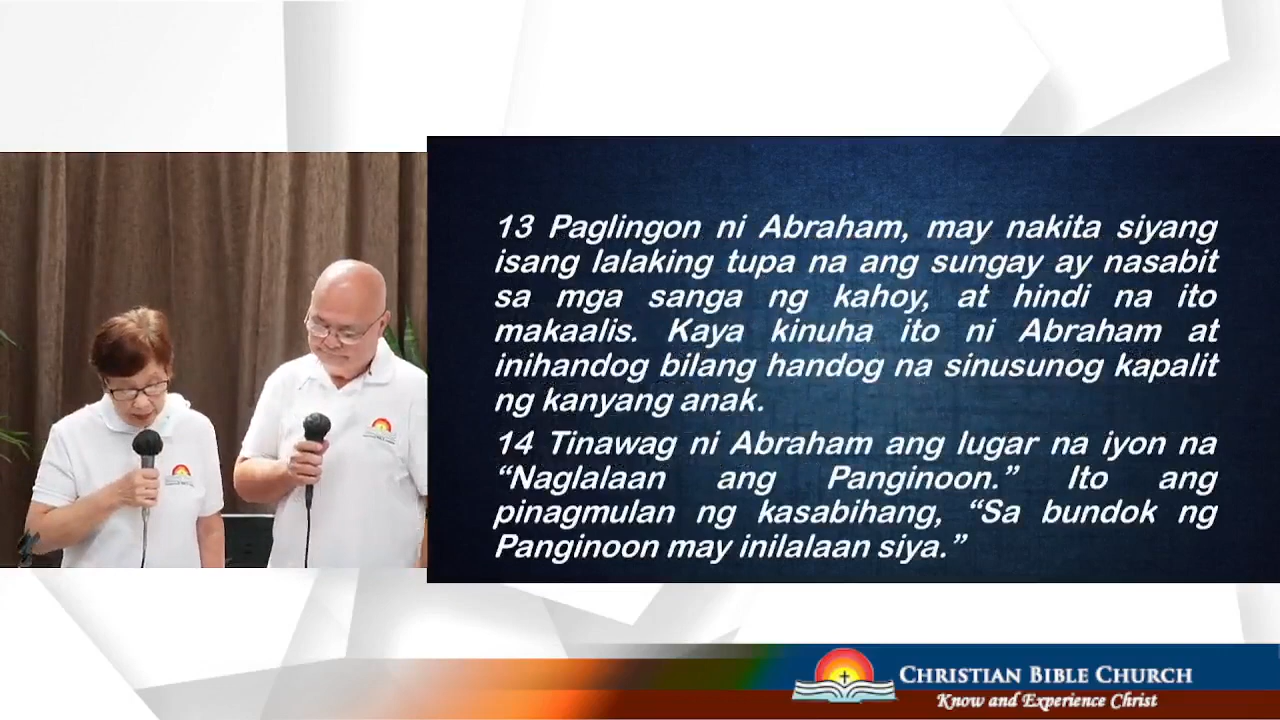 13 Paglingon ni Abraham, may nakita siyang
isang lalaking tupa na ang sungay ay nasabit
sa mga sanga ng kahoy, at hindi na ito
makaalis. Kaya kinuha ito ni Abraham at
inihandog bilang handog na sinusunog kapalit
ng kanyang anak.
14 Tinawag ni Abraham ang lugar na iyon na
“Naglalaan ang Panginoon.” Ito ang
pinagmulan ng kasabihang, “Sa bundok ng
Panginoon may inilalaan siya.”
CHRISTIAN BIBLE CHURCH
Know and Experience Christ